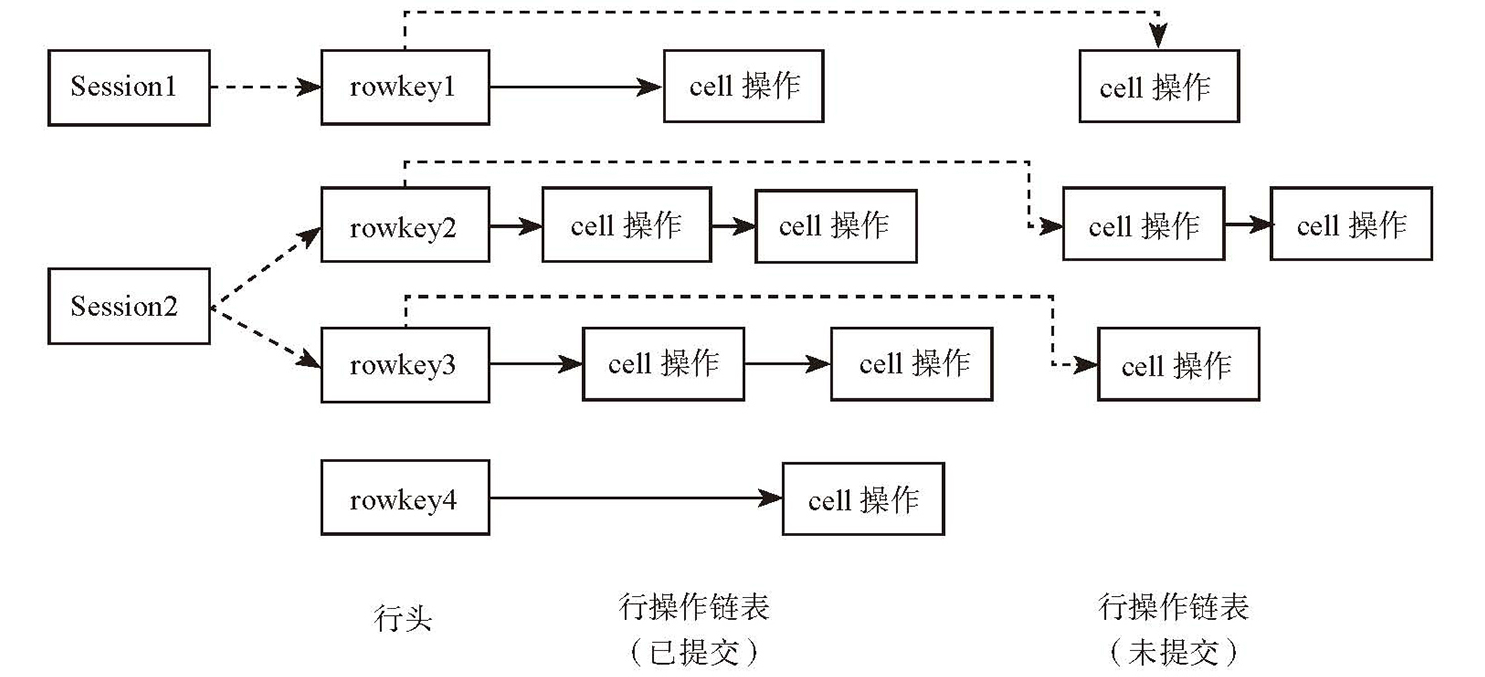 Session1
rowkey1
cell 操作
cell 操作
rowkey2
cell 操作
cell 操作
cell 操作
cell 操作
Session2
rowkey3
cell 操作
cell 操作
cell 操作
rowkey4
cell 操作
行头
行操作链表
（已提交）
行操作链表
（未提交）